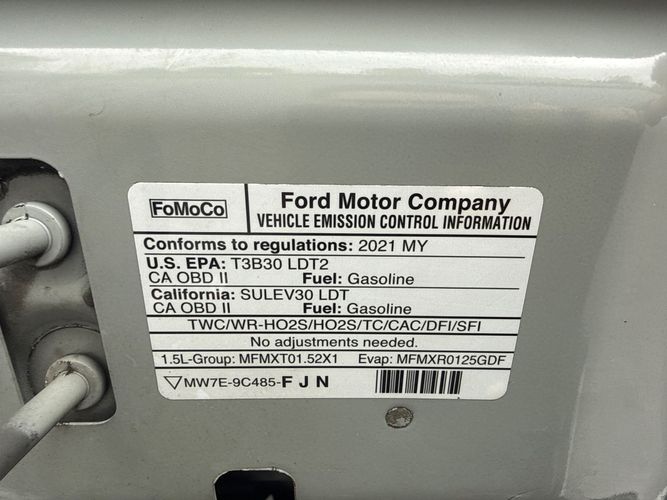 FoMoCo
Ford Motor Company
VEHICLE EMISSION CONTROL INFORMATION
Conforms to regulations: 2021 MY
U.S. EPA: T3B30 LDT2
CA OBD II Fuel: Gasoline
California: SULEV30 LDT
CA OBD II Fuel: Gasoline
TWC/WR-HO2S/HO2S/TC/CAC/DFI/SFI
No adjustments needed.
1.5L-Group: MFMXT01.52X1 Evap: MFMXR0125GDF
▽MW7E-9C485-F J N